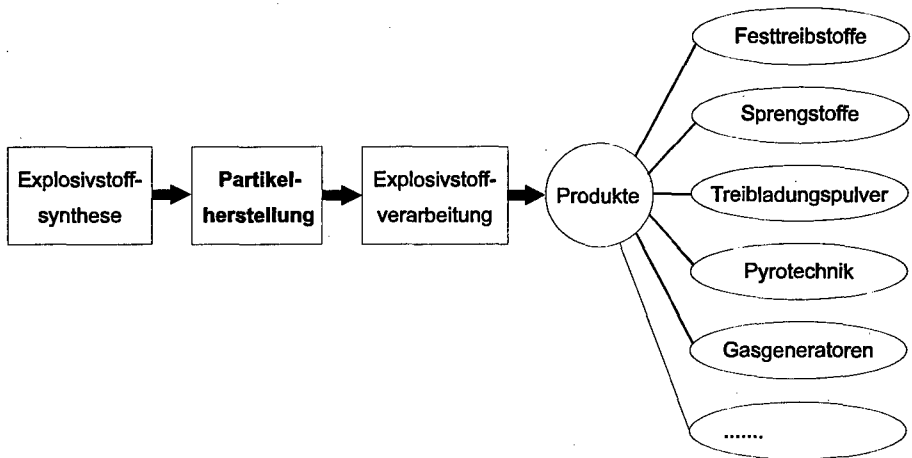 Explosivstoff-
synthese
Partikel-
herstellung
Explosivstoff-
verarbeitung
Produkte
Festtreibstoffe
Sprengstoffe
Treibladungspulver
Pyrotechnik
Gasgeneratoren
.......